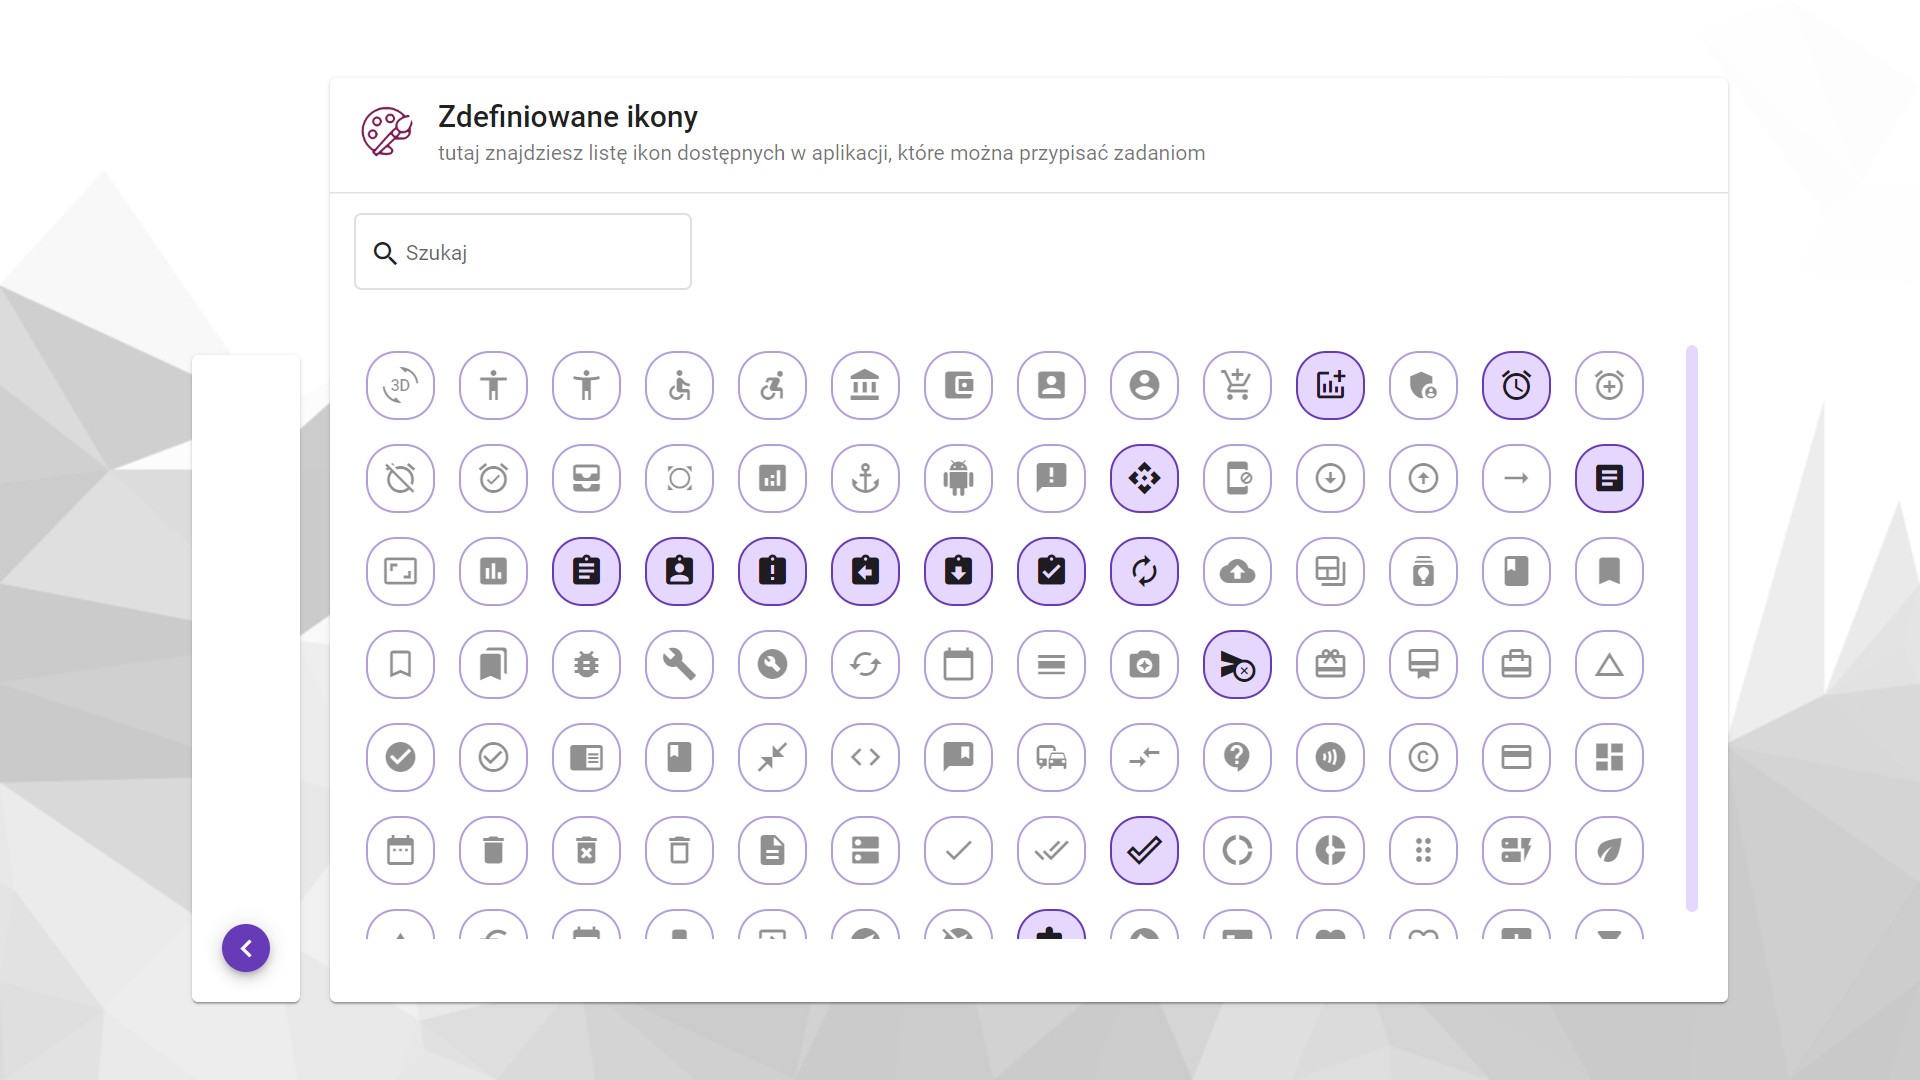 Zdefiniowane ikony
tutaj znajdziesz listę ikon dostępnych w aplikacji, które można przypisać zadaniom
Szukaj
3D